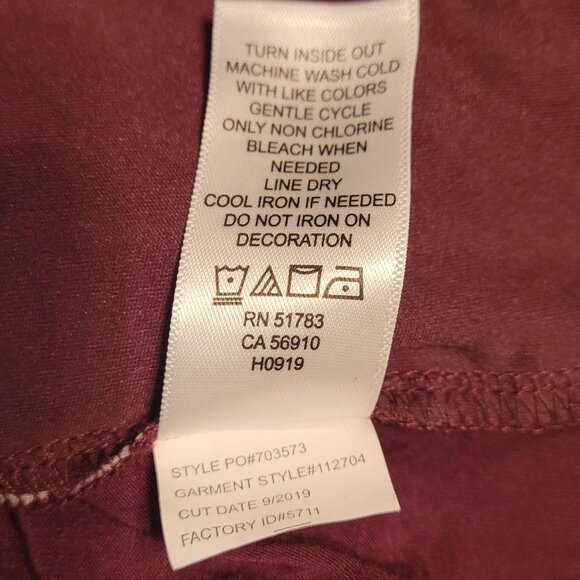 TURN INSIDE OUT
MACHINE WASH COLD
WITH LIKE COLORS
GENTLE CYCLE
ONLY NON CHLORINE
BLEACH WHEN
NEEDED
LINE DRY
COOL IRON IF NEEDED
DO NOT IRON ON
DECORATION
RN 51783
CA 56910
H0919
STYLE PO#703573
GARMENT STYLE#112704
CUT DATE 9/2019
FACTORY ID#5711